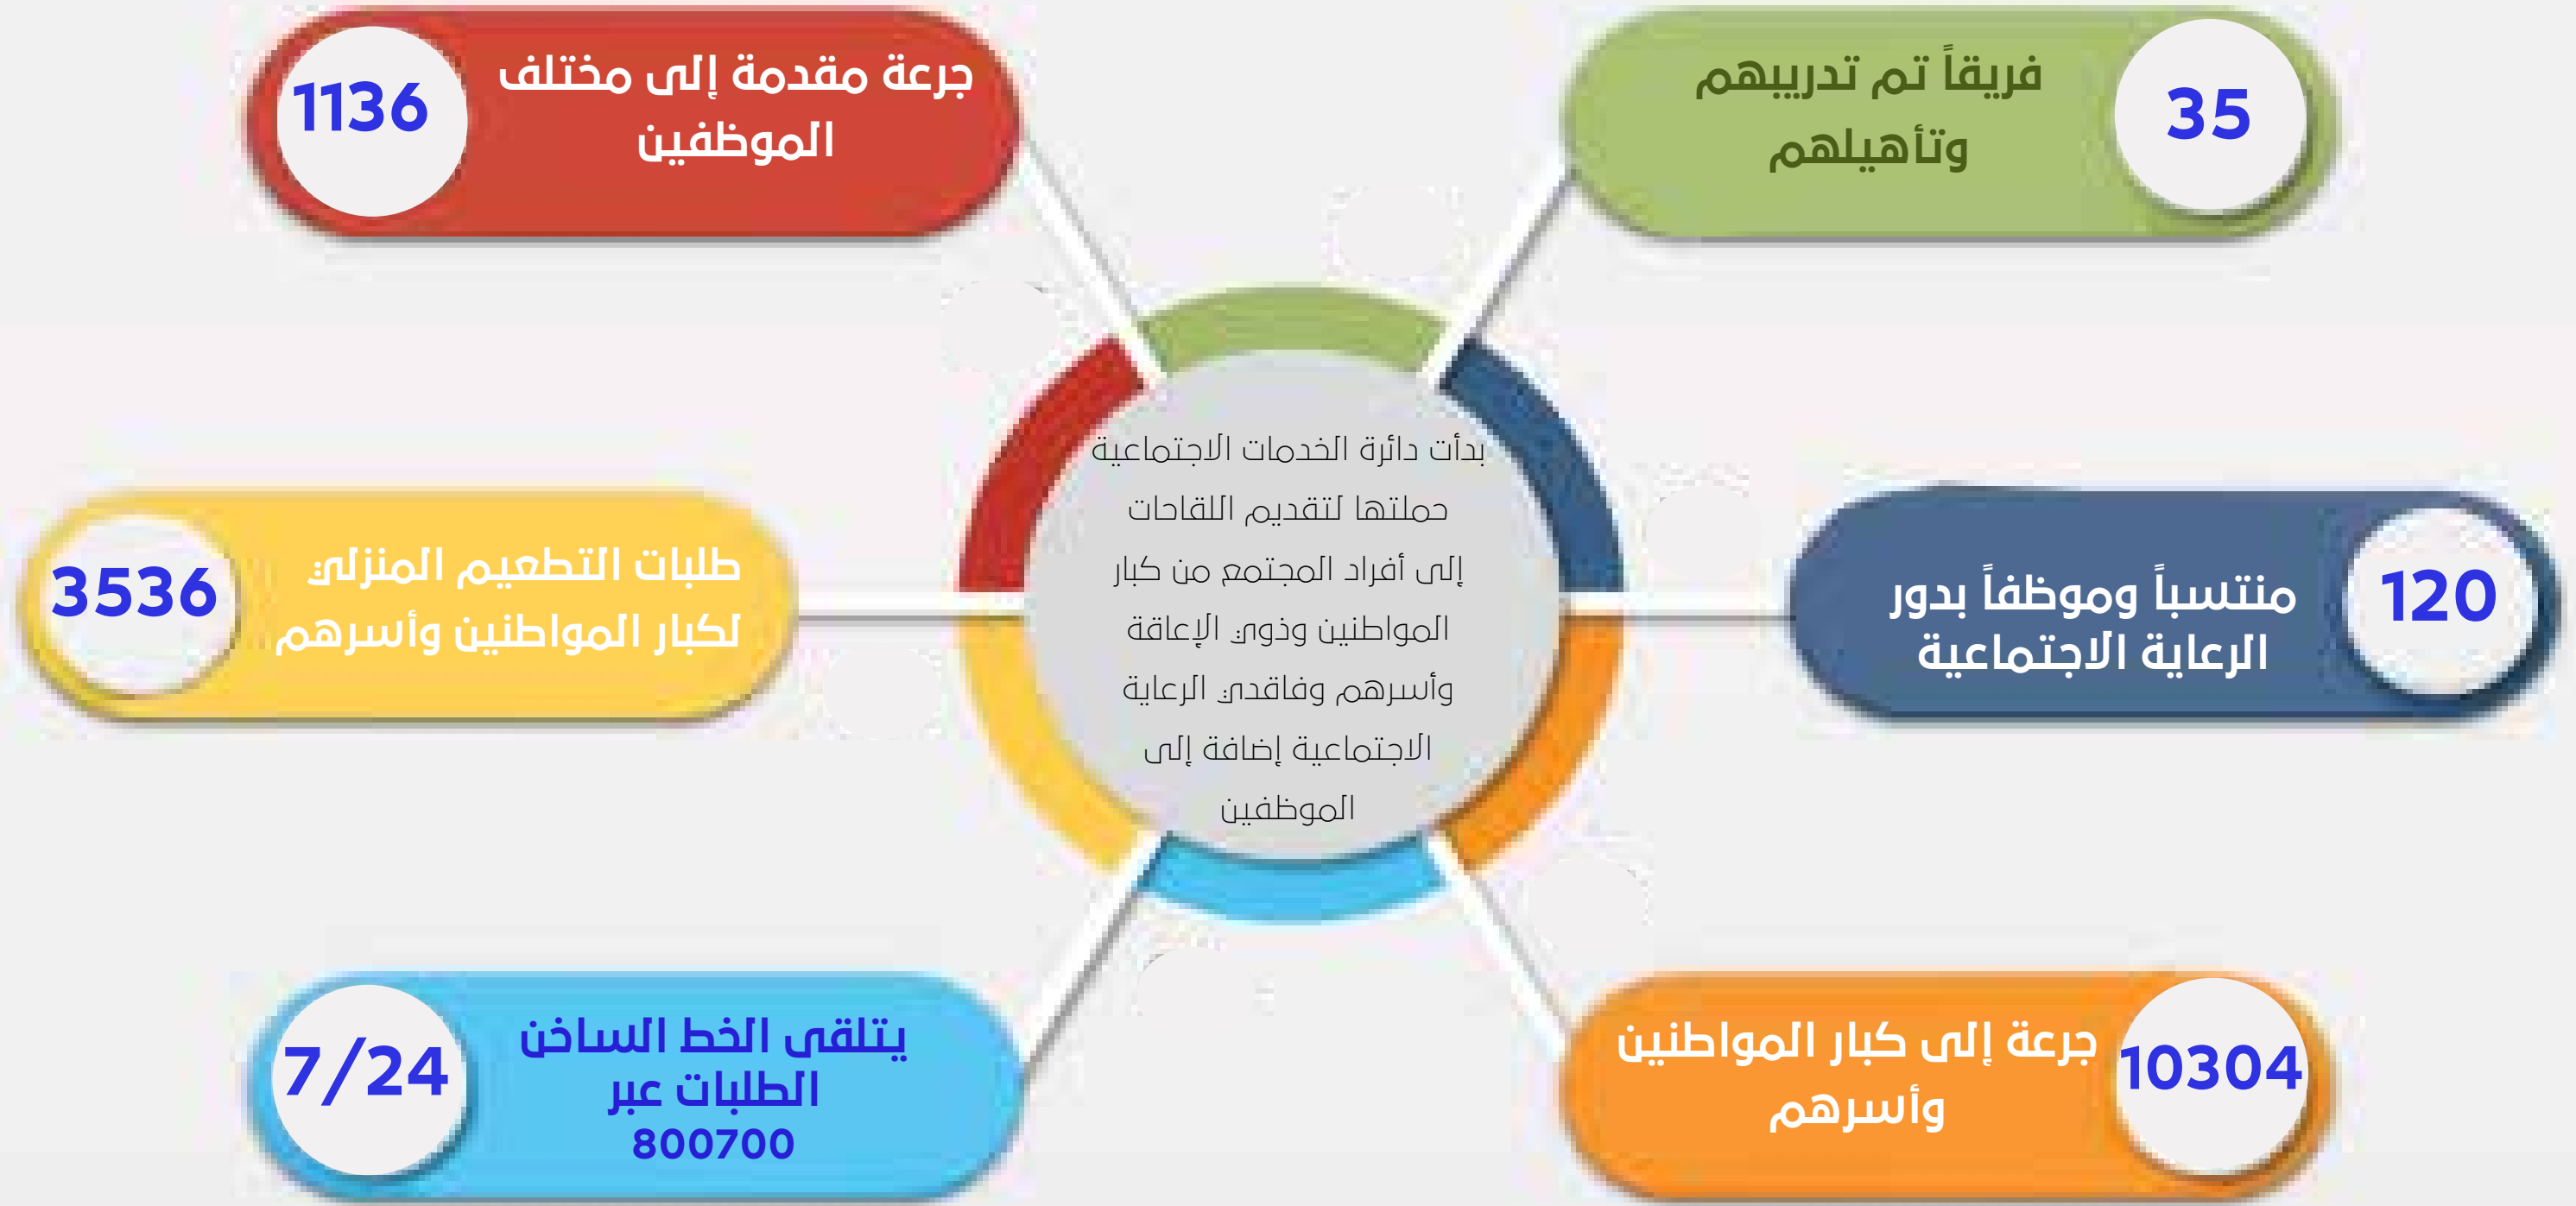 35
فريقاً تم تدريبهم
وتأهيلهم
1136
جرعة مقدمة إلى مختلف
الموظفين
بدأت دائرة الخدمات الاجتماعية
حملتها لتقديم اللقاحات
إلى أفراد المجتمع من كبار
المواطنين وذوي الإعاقة
وأسرهم وفاقدي الرعاية
الاجتماعية إضافة إلى
الموظفين
120
منتسباً وموظفاً بدور
الرعاية الاجتماعية
3536
طلبات التطعيم المنزلي
لكبار المواطنين وأسرهم
10304
جرعة إلى كبار المواطنين
وأسرهم
7/24
يتلقى الخط الساخن
الطلبات عبر
800700